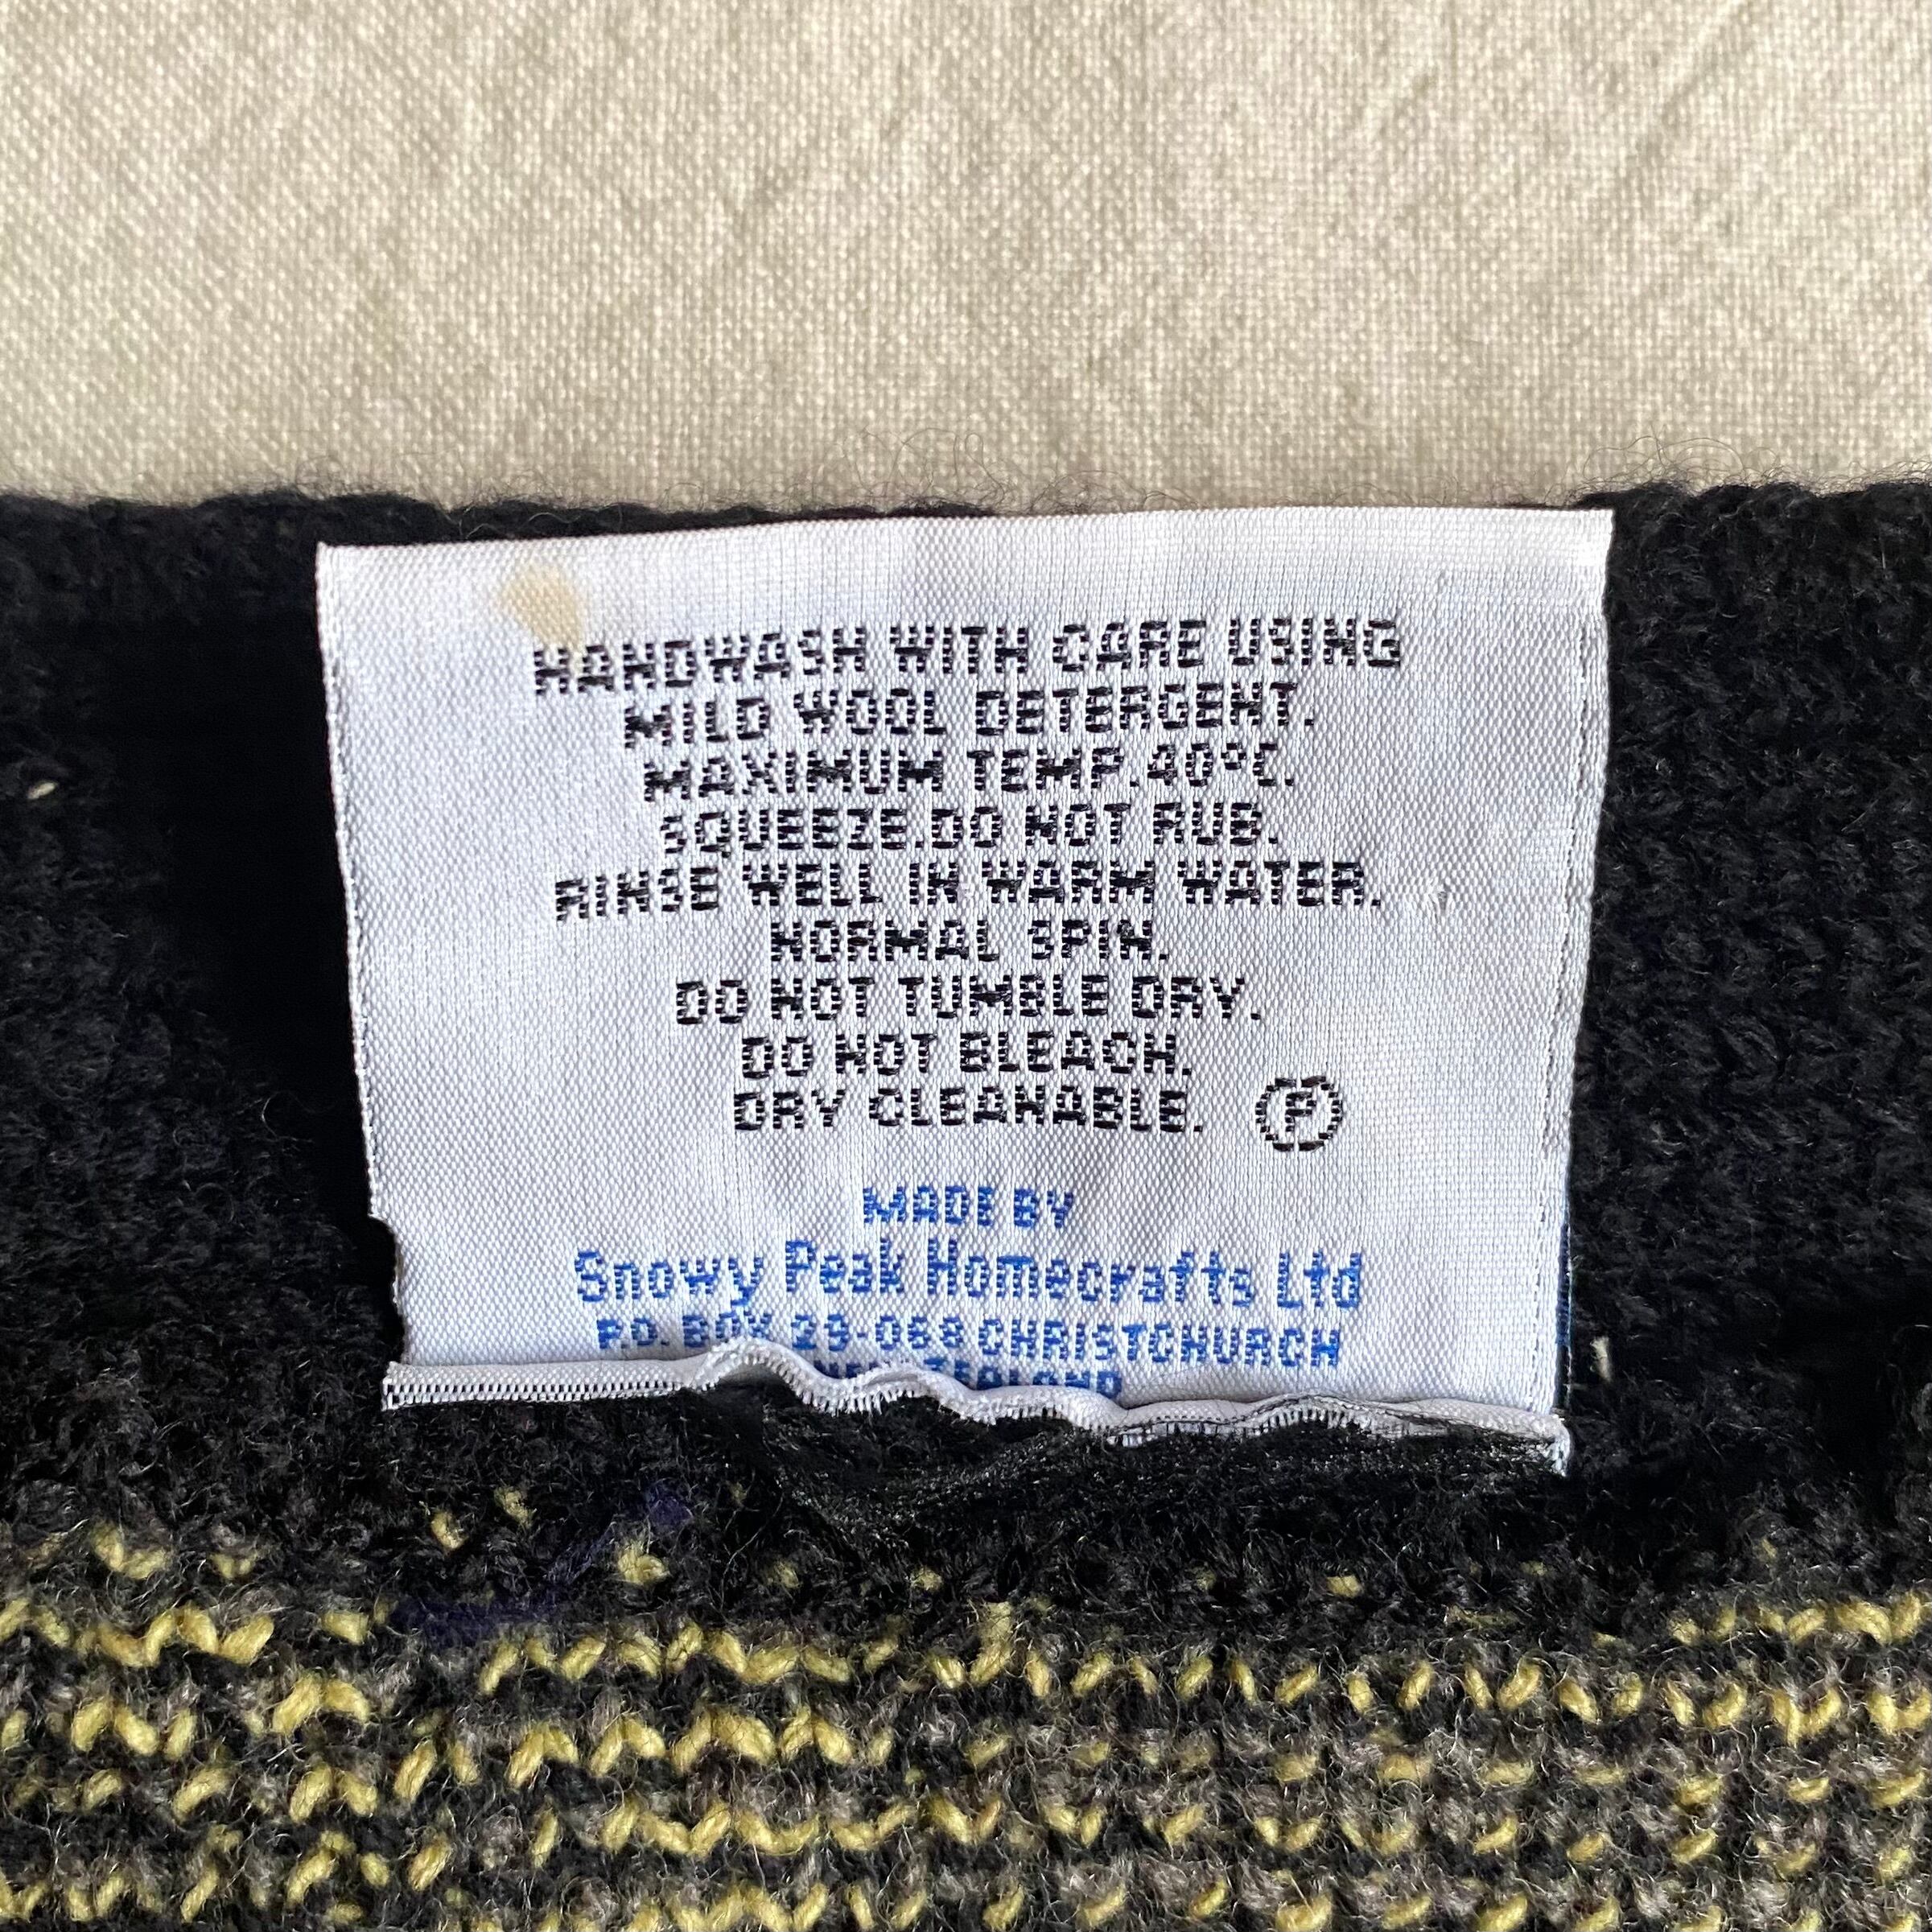 HANDWASH WITH CARE USING
MILD WOOL DETERGENT.
MAXIMUM TEMP.40°C.
SQUEEZE.DO NOT RUB.
RINSE WELL IN WARM WATER.
NORMAL SPIN.
DO NOT TUMBLE DRY.
DO NOT BLEACH.
DRY CLEANABLE. P
MADE BY
Snowy Peak Homecrafts Ltd
P.O. BOX CHRISTCHURCH